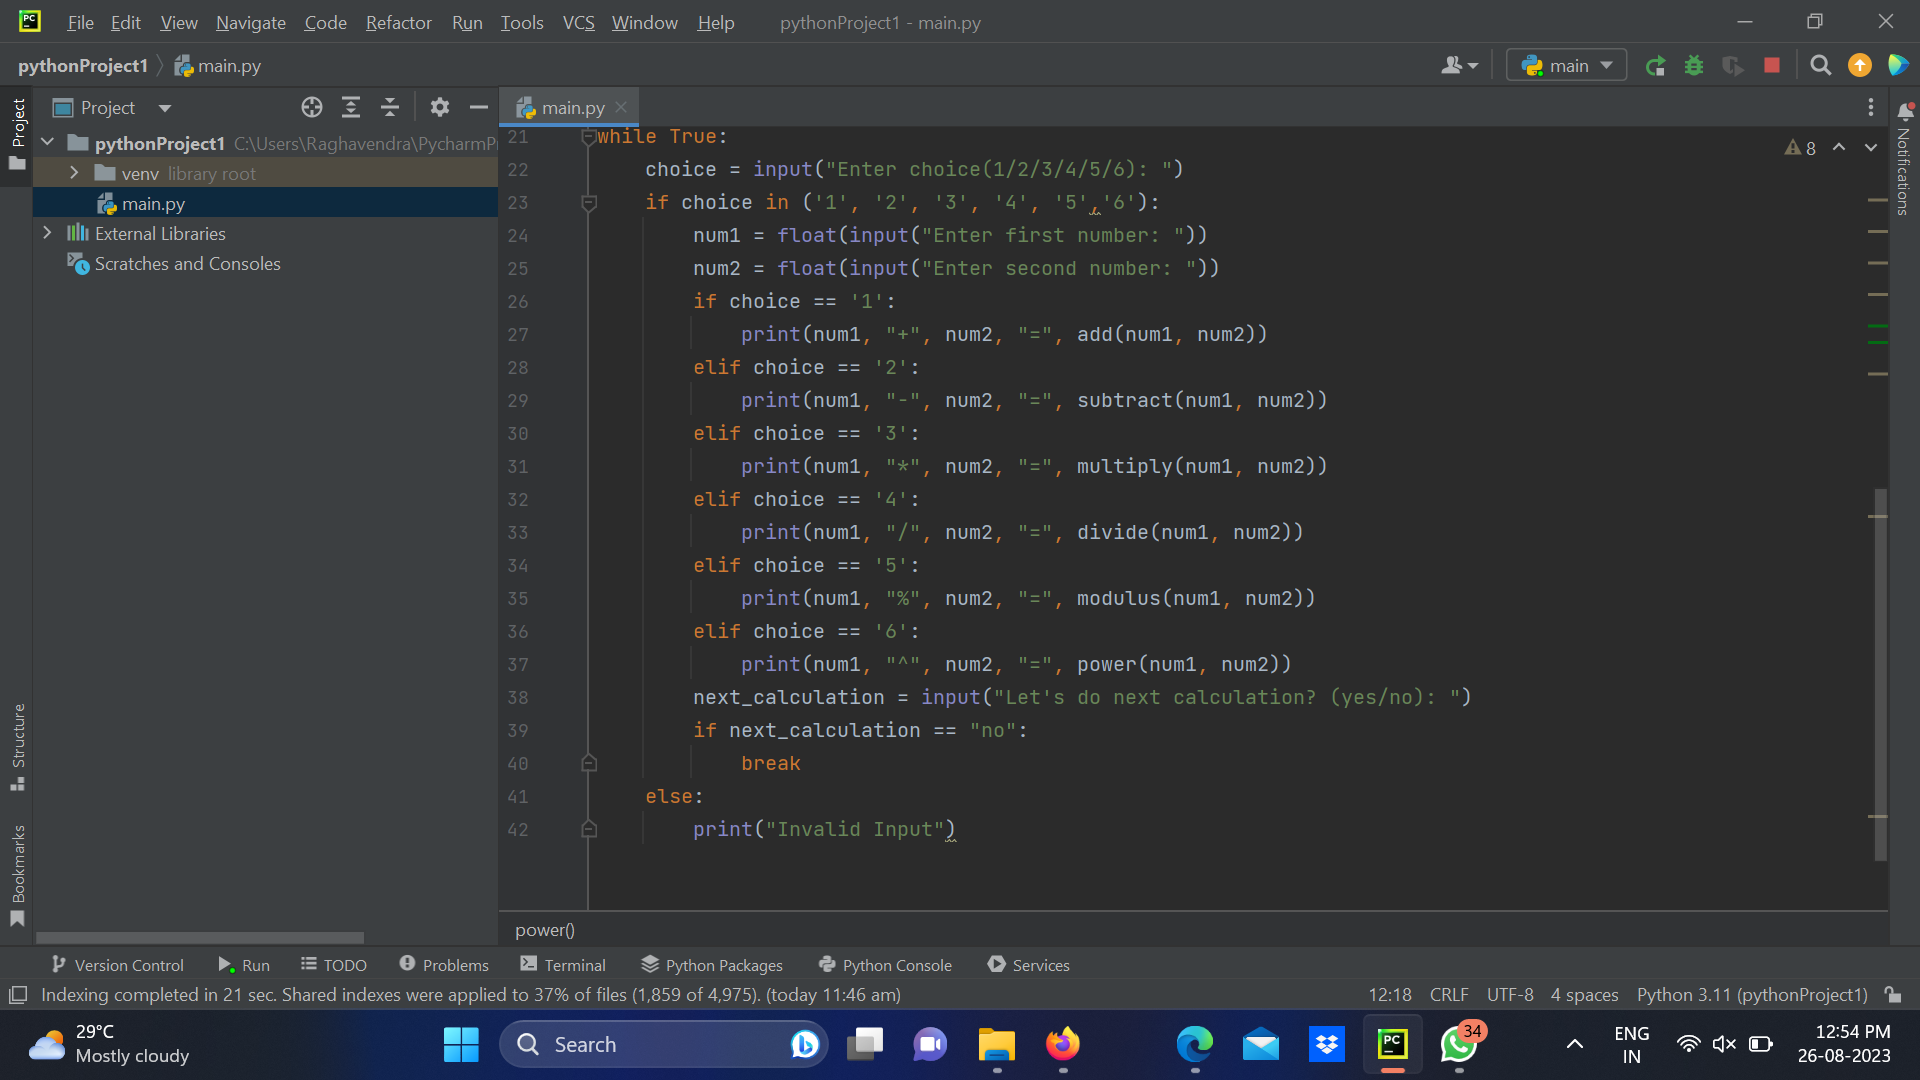 PC File Edit View Navigate Code Refactor Run Tools VCS Window Help pythonProject1 - main.py
pythonProject1 main.py main
Project main.py
Project
Notifications
pythonProject1 C:\Users\Raghavendra\PycharmPr
venv library root
main.py
External Libraries
Scratches and Consoles
8
21 while True:
22 choice = input("Enter choice(1/2/3/4/5/6): ")
23 if choice in ('1', '2', '3', '4', '5','6'):
24 num1 = float(input("Enter first number: "))
25 num2 = float(input("Enter second number: "))
26 if choice == '1':
27 print(num1, "+", num2, "=", add(num1, num2))
28 elif choice == '2':
29 print(num1, "-", num2, "=", subtract(num1, num2))
30 elif choice == '3':
31 print(num1, "*", num2, "=", multiply(num1, num2))
32 elif choice == '4':
33 print(num1, "/", num2, "=", divide(num1, num2))
34 elif choice == '5':
35 print(num1, "%", num2, "=", modulus(num1, num2))
36 elif choice == '6':
37 print(num1, "^", num2, "=", power(num1, num2))
38 next_calculation = input("Let's do next calculation? (yes/no): ")
39 if next_calculation == "no":
40 break
41 else:
42 print("Invalid Input")
Structure
Bookmarks
power()
Version Control Run TODO Problems Terminal Python Packages Python Console Services
Indexing completed in 21 sec. Shared indexes were applied to 37% of files (1,859 of 4,975). (today 11:46 am) 12:18 CRLF UTF-8 4 spaces Python 3.11 (pythonProject1)
29°C
Mostly cloudy
Search
PC
34
ENG
IN
12:54 PM
26-08-2023